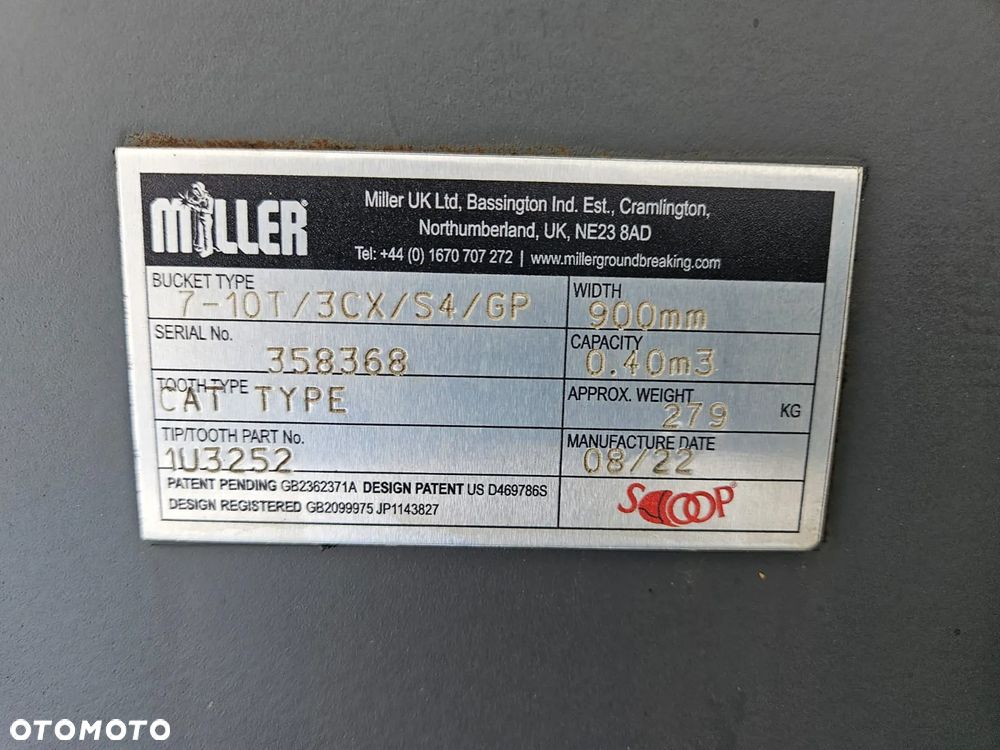 MILLER
Miller UK Ltd, Bassington Ind. Est., Cramlington,
Northumberland, UK, NE23 8AD
Tel: +44 (0) 1670 707 272 | www.millergroundbreaking.com
BUCKET TYPE
7-10T/3CX/S4/GP
WIDTH
900mm
SERIAL No.
358368
CAPACITY
0.40m3
TOOTH TYPE
CAT TYPE
APPROX. WEIGHT
279 KG
TIP/TOOTH PART No.
1U3252
MANUFACTURE DATE
08/22
PATENT PENDING GB2362371A DESIGN PATENT US D469786S
DESIGN REGISTERED GB2099975 JP1143827
SCOOP®
OTOMOTO